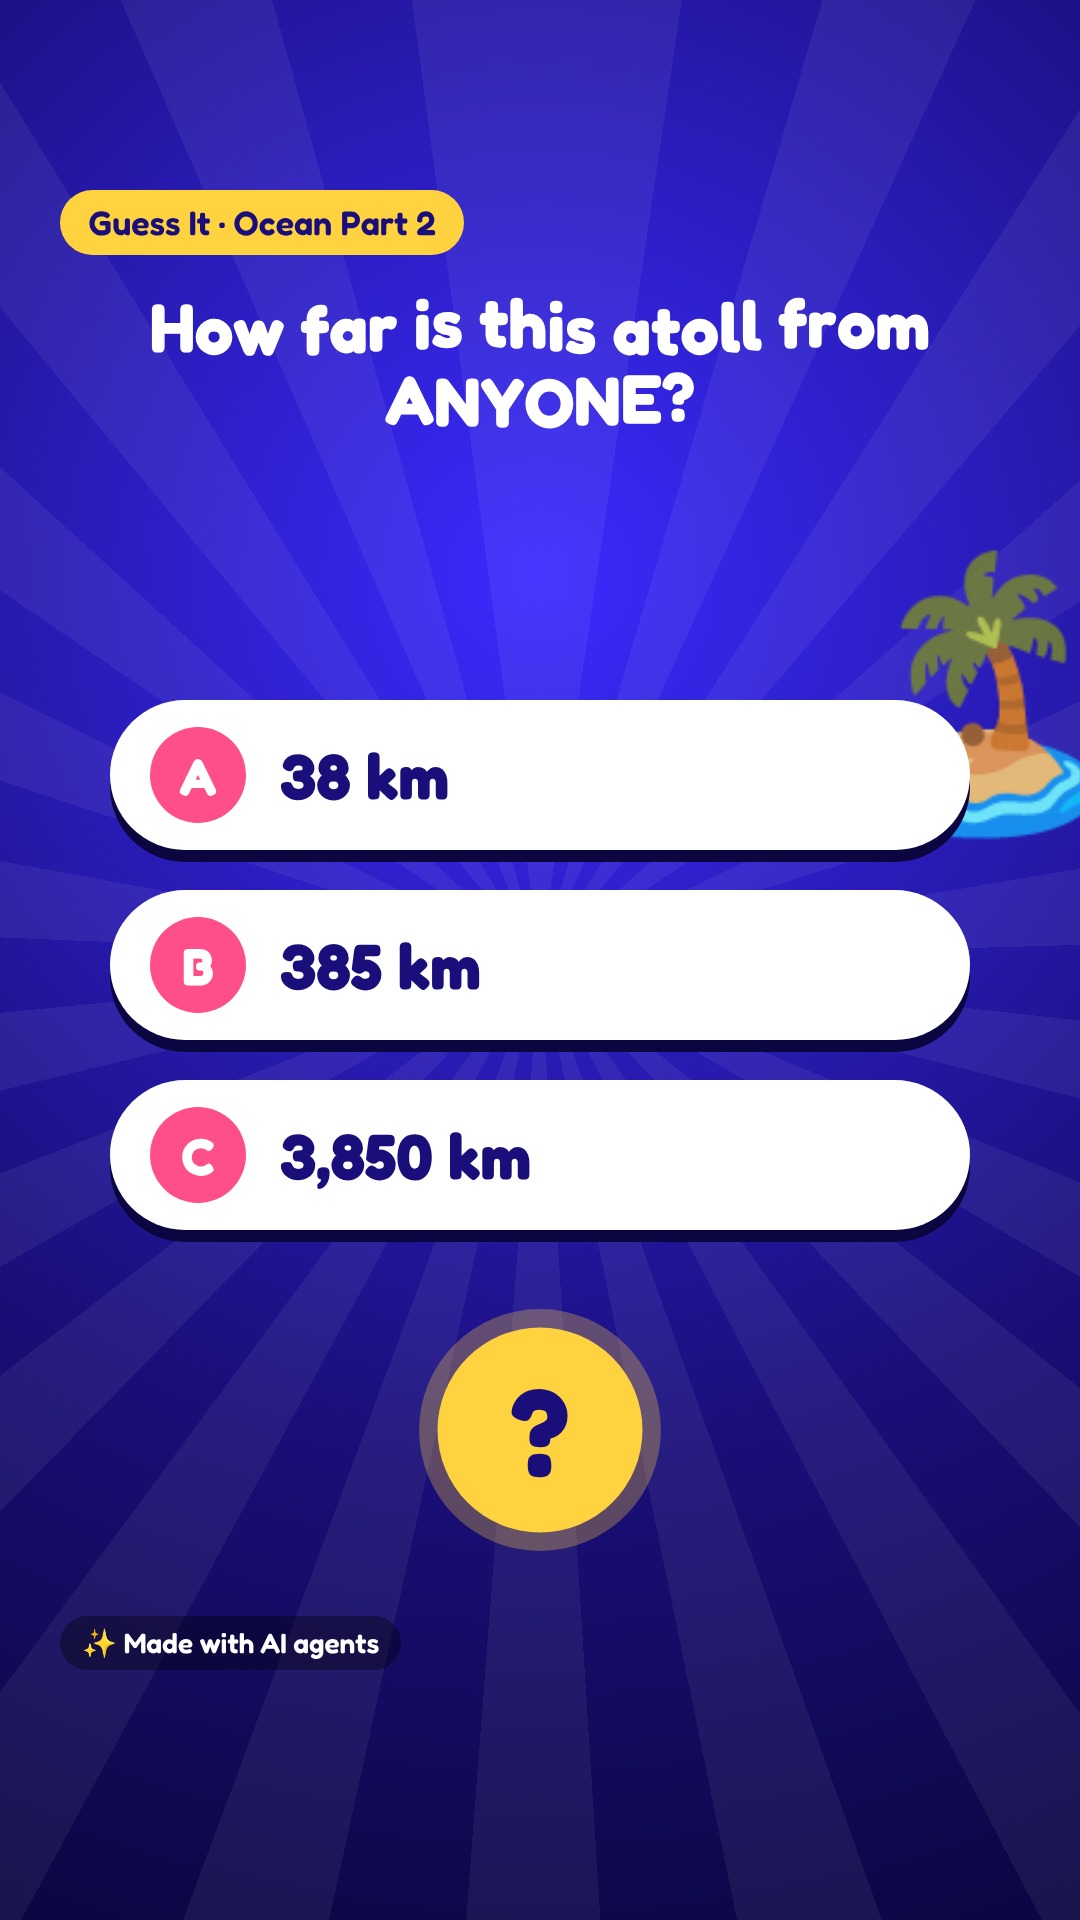 Guess It · Ocean Part 2
How far is this atoll from
ANYONE?
A 38 km
B 385 km
C 3,850 km
?
✨ Made with AI agents